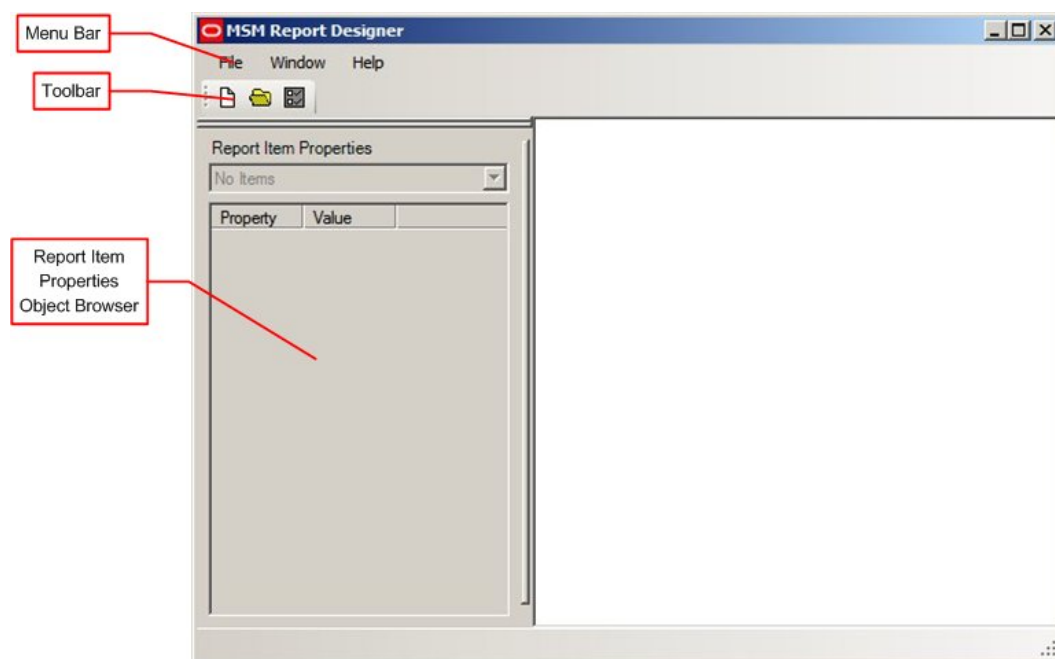 Menu Bar
MSM Report Designer
File Window Help
Toolbar
Report Item Properties
No Items
Property Value
Report Item
Properties
Object Browser